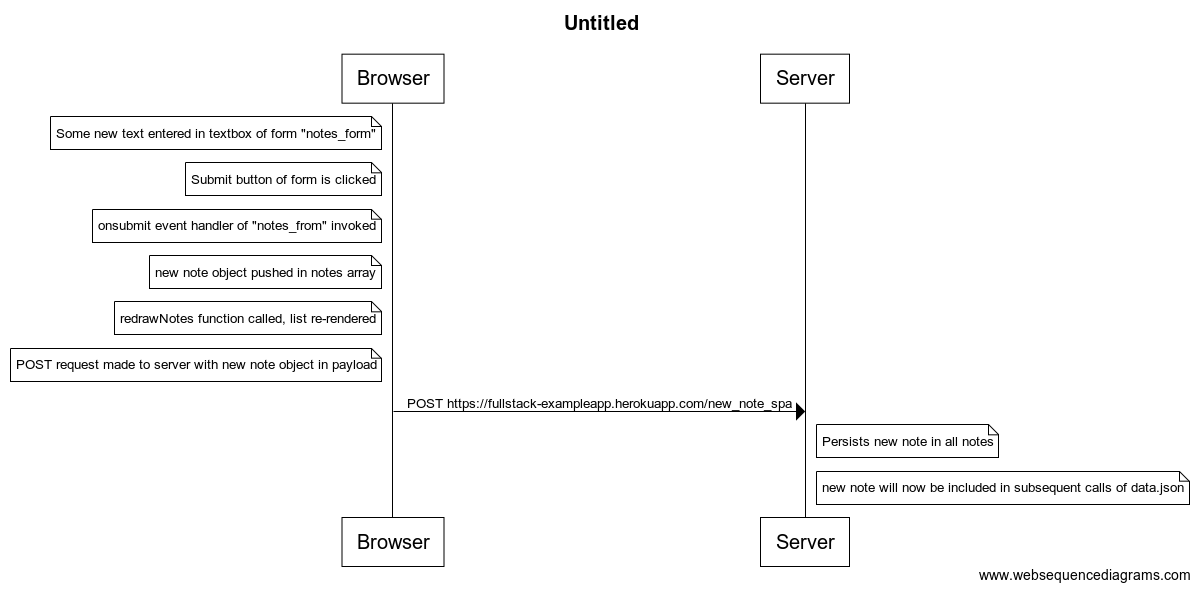 Untitled
Browser
Server
Some new text entered in textbox of form "notes_form"
Submit button of form is clicked
onsubmit event handler of "notes_from" invoked
new note object pushed in notes array
redrawNotes function called, list re-rendered
POST request made to server with new note object in payload
POST https://fullstack-exampleapp.herokuapp.com/new_note_spa
Persists new note in all notes
new note will now be included in subsequent calls of data.json
Browser
Server
www.websequencediagrams.com